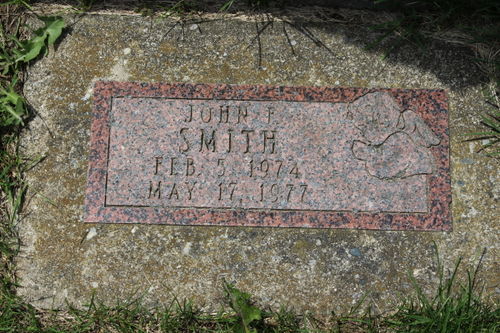 JOHN F.
SMITH
FEB. 5, 1974
MAY 17, 1977